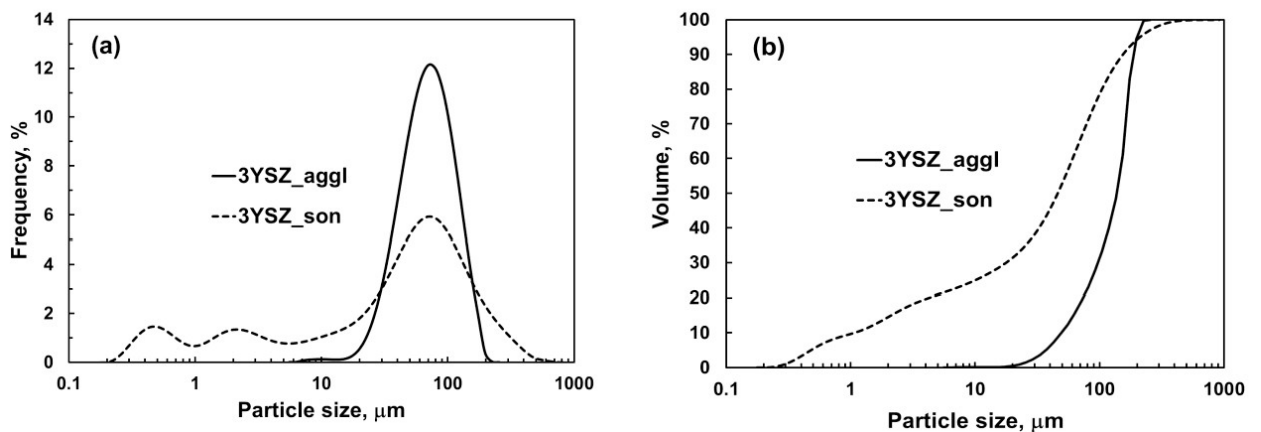 (a)
Frequency, %
14
12
10
8
6
4
2
0
3YSZ_aggl
3YSZ_son
0.1 1 10 100 1000
Particle size, μm
(b)
Volume, %
100
90
80
70
60
50
40
30
20
10
0
3YSZ_aggl
3YSZ_son
0.1 1 10 100 1000
Particle size, μm